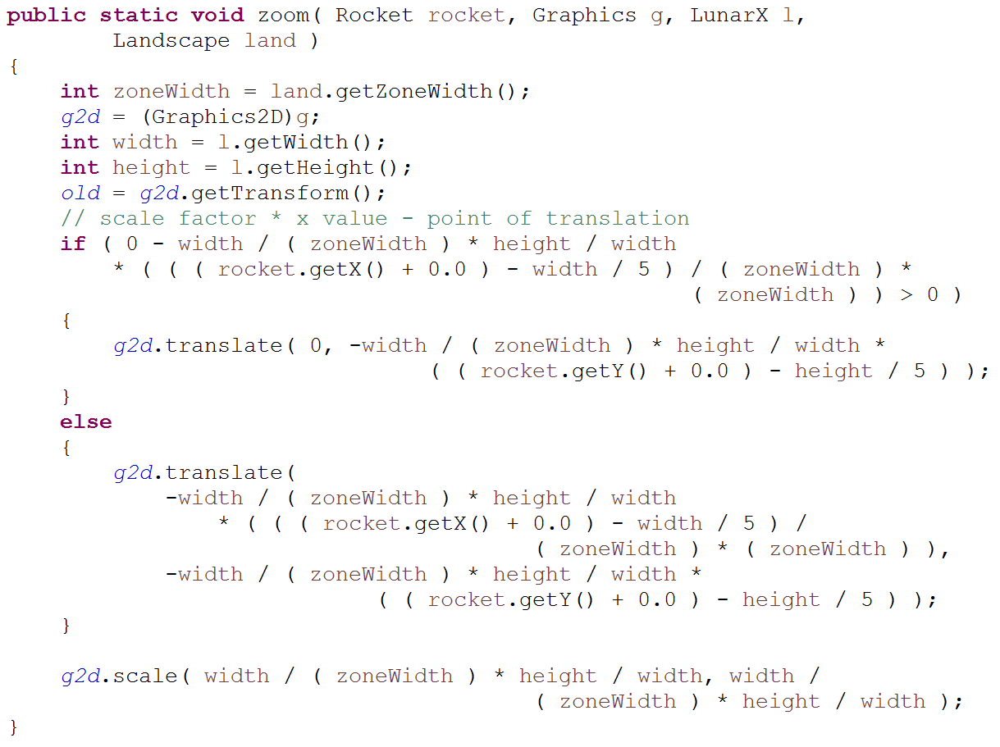 public static void zoom( Rocket rocket, Graphics g, LunarX l,
        Landscape land )
{
    int zoneWidth = land.getZoneWidth();
    g2d = (Graphics2D)g;
    int width = l.getWidth();
    int height = l.getHeight();
    old = g2d.getTransform();
    // scale factor * x value - point of translation
    if ( 0 - width / ( zoneWidth ) * height / width
        * ( ( ( rocket.getX() + 0.0 ) - width / 5 ) / ( zoneWidth ) *
                                                    ( zoneWidth ) ) > 0 )
    {
        g2d.translate( 0, -width / ( zoneWidth ) * height / width *
                                ( ( rocket.getY() + 0.0 ) - height / 5 ) );
    }
    else
    {
        g2d.translate(
            -width / ( zoneWidth ) * height / width
                * ( ( ( rocket.getX() + 0.0 ) - width / 5 ) /
                                        ( zoneWidth ) * ( zoneWidth ) ),
            -width / ( zoneWidth ) * height / width *
                            ( ( rocket.getY() + 0.0 ) - height / 5 ) );
    }

    g2d.scale( width / ( zoneWidth ) * height / width, width /
                                        ( zoneWidth ) * height / width );
}